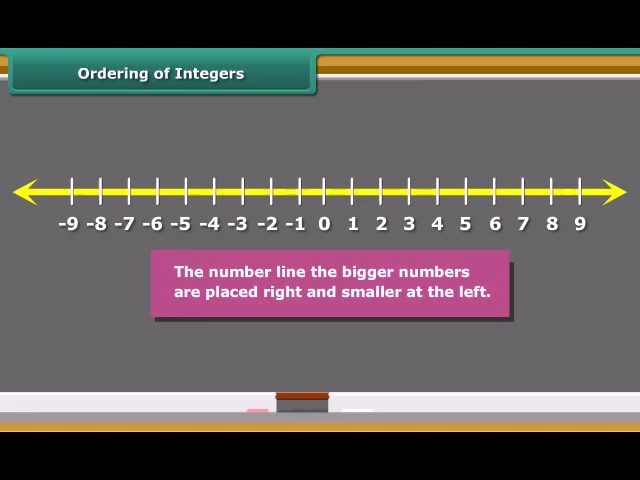 Ordering of Integers
-9 -8 -7 -6 -5 -4 -3 -2 -1 0 1 2 3 4 5 6 7 8 9
The number line the bigger numbers
are placed right and smaller at the left.